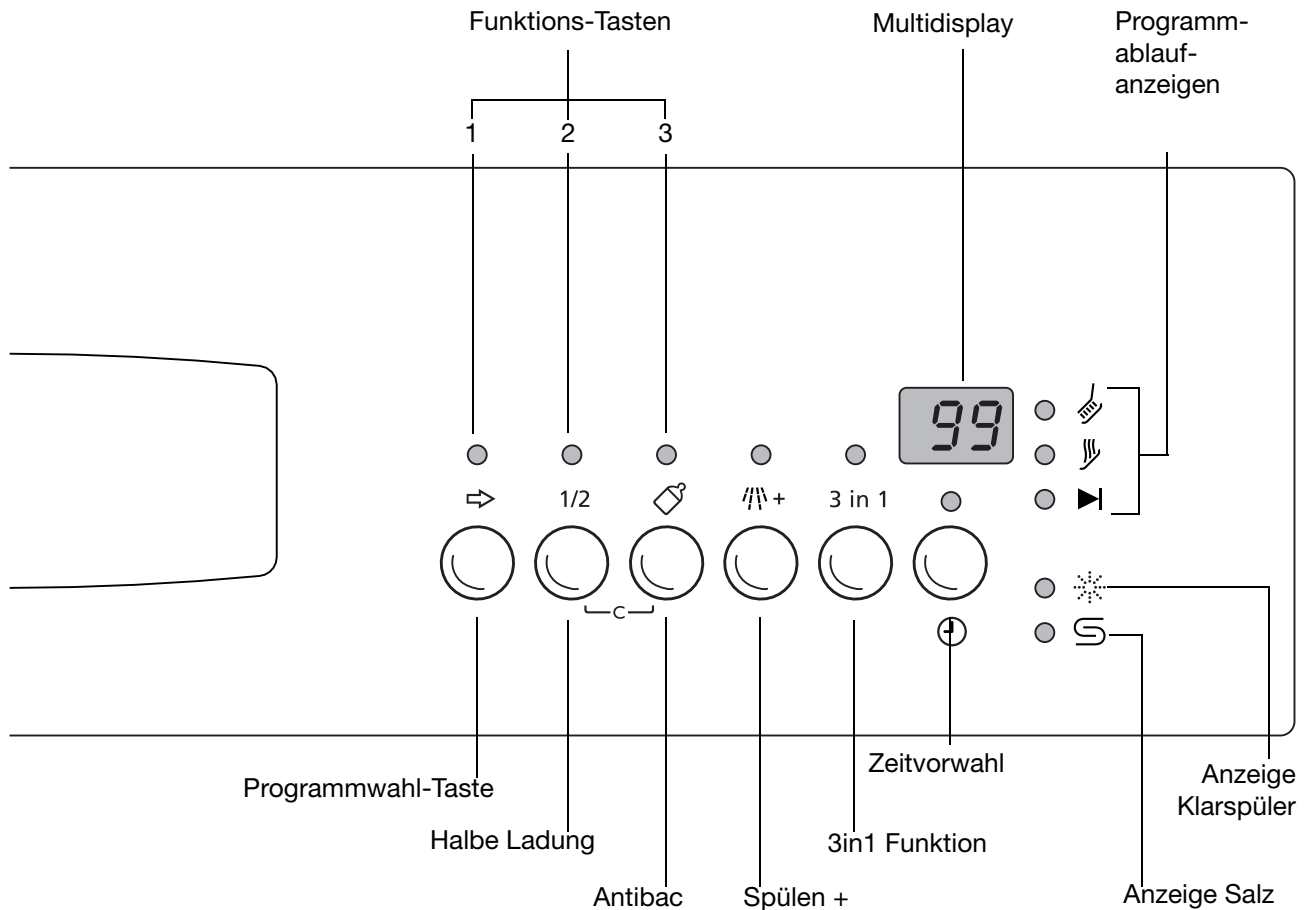 Funktions-Tasten
Multidisplay
Programm-
ablauf-
anzeigen
1 2 3
99
1/2
+
3 in 1
C
Zeitvorwahl
Programmwahl-Taste
Anzeige
Klarspüler
Halbe Ladung
3in1 Funktion
Antibac
Spülen +
Anzeige Salz